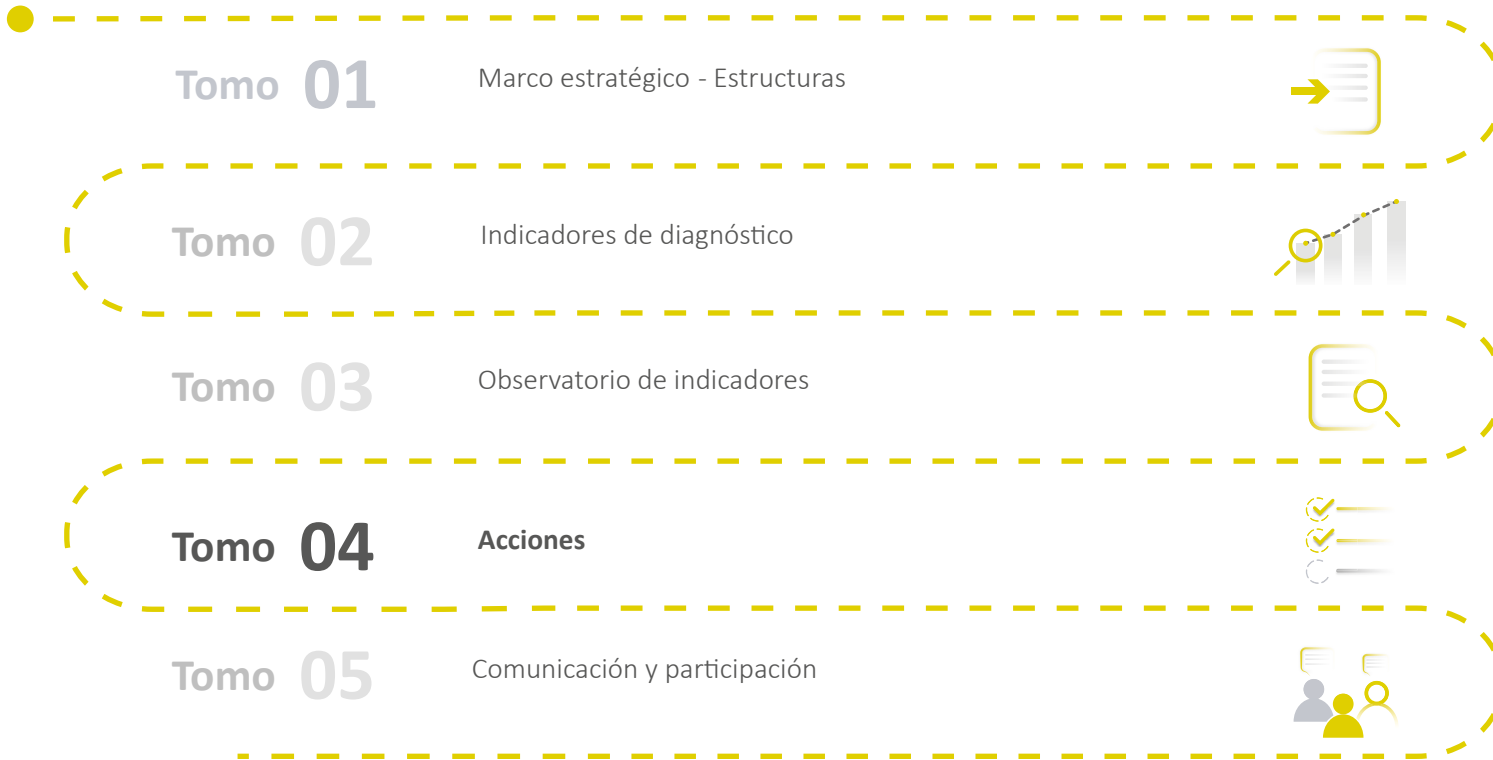 Tomo 01 Marco estratégico - Estructuras
Tomo 02 Indicadores de diagnóstico
Tomo 03 Observatorio de indicadores
Tomo 04 Acciones
Tomo 05 Comunicación y participación